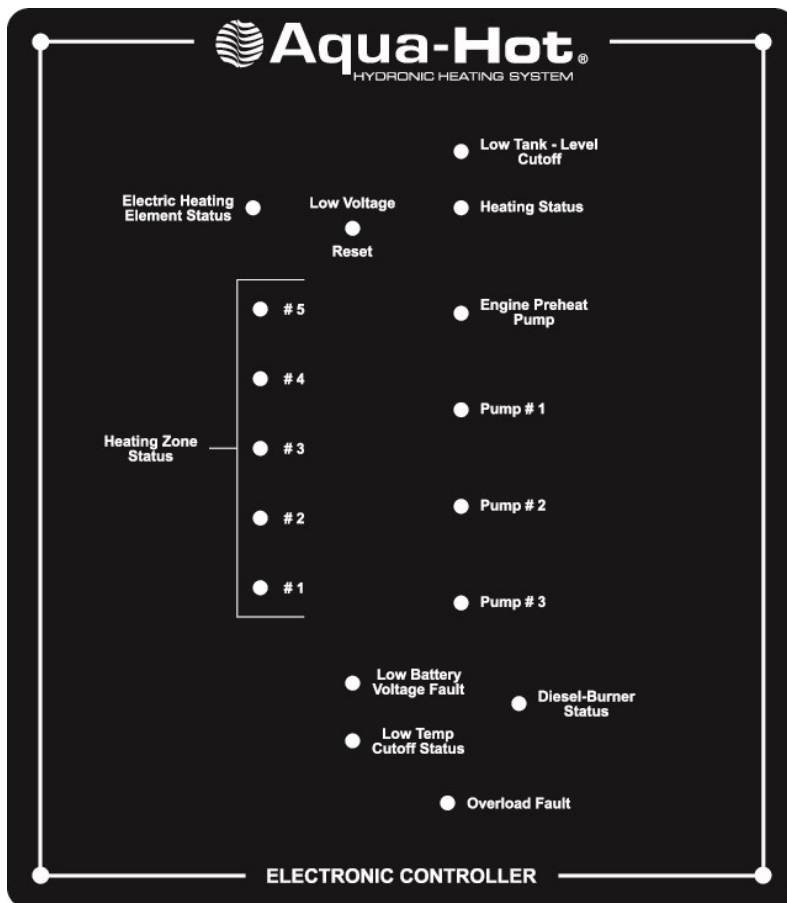 Aqua-Hot®
HYDRONIC HEATING SYSTEM
Low Tank - Level
Cutoff
Electric Heating
Element Status
Low Voltage
Reset
Heating Status
# 5
Engine Preheat
Pump
# 4
Pump # 1
Heating Zone
Status
# 3
# 2
Pump # 2
# 1
Pump # 3
Low Battery
Voltage Fault
Diesel-Burner
Status
Low Temp
Cutoff Status
Overload Fault
ELECTRONIC CONTROLLER